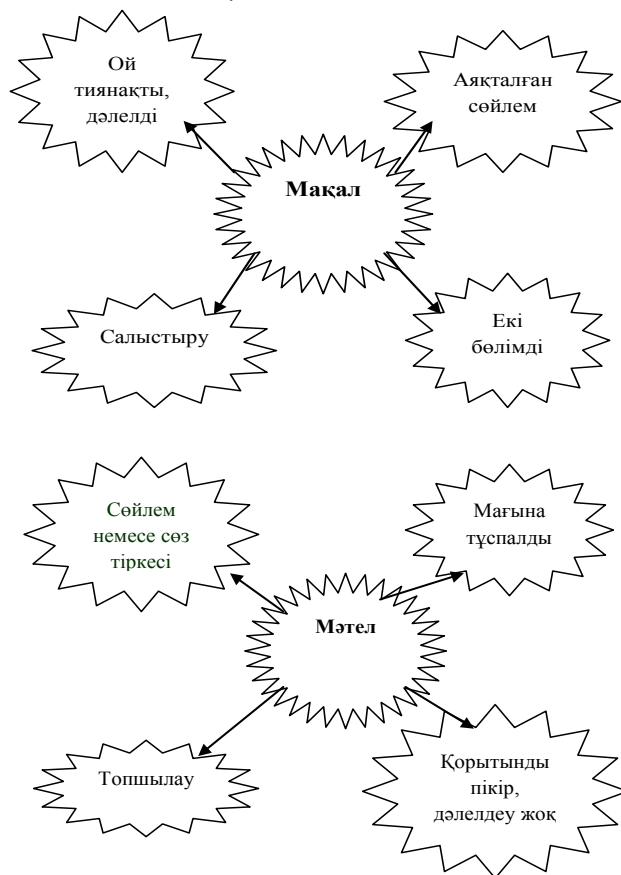 Ой
тиянақты,
дәлелді
Аяқталған
сөйлем
Мақал
Салыстыру
Екі
бөлімді
Сөйлем
немесе сөз
тіркесі
Мағына
тұспалды
Мәтел
Топшылау
Қорытынды
пікір,
дәлелдеу жоқ